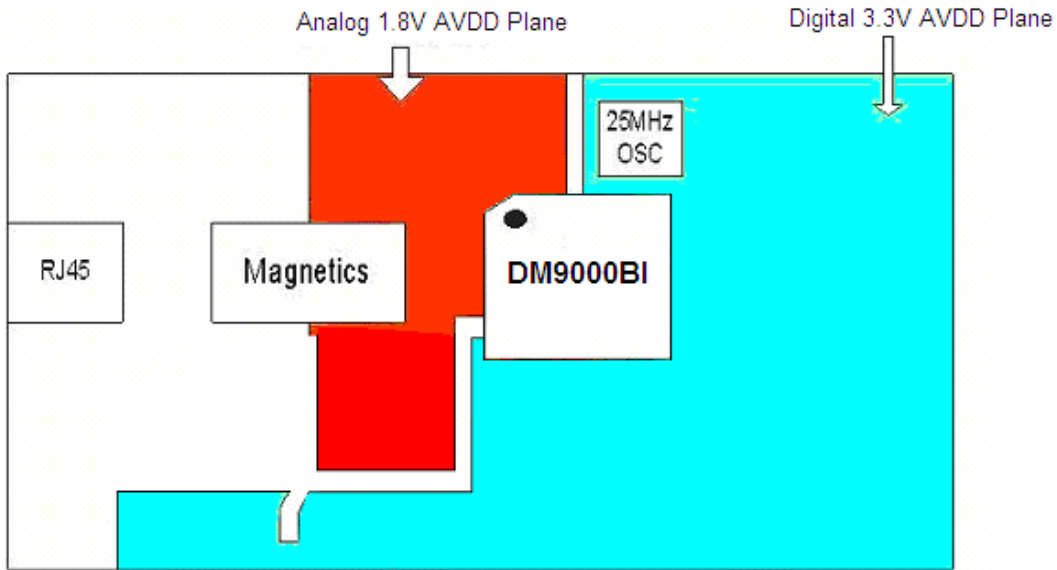 Analog 1.8V AVDD Plane
Digital 3.3V AVDD Plane
25MHz
OSC
RJ45
Magnetics
DM9000BI